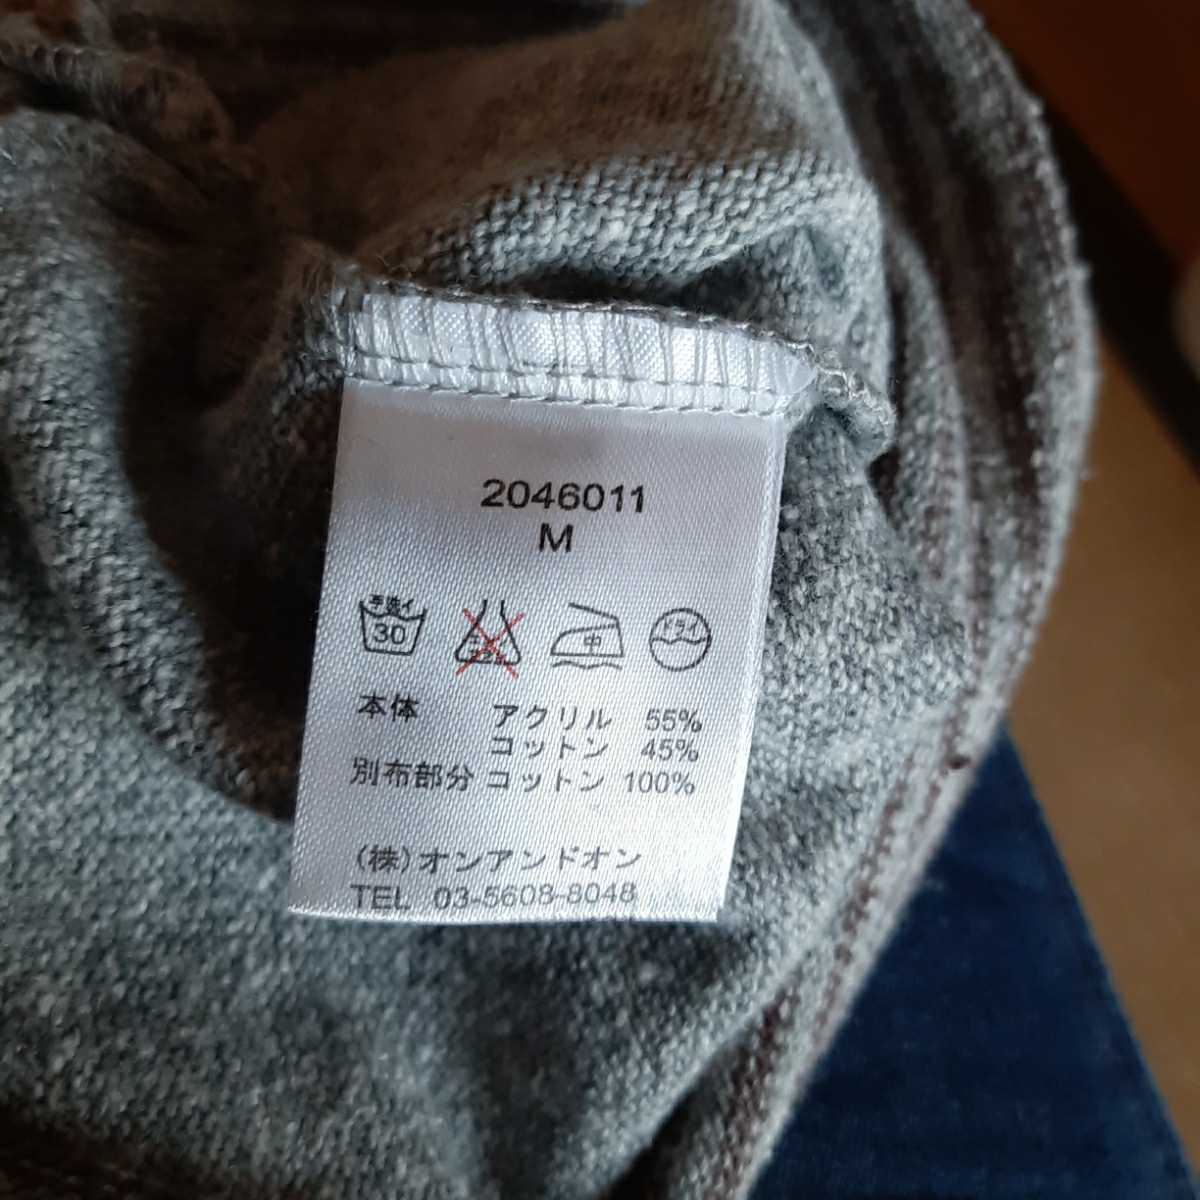 2046011
M
手洗イ 30 中 ドライ
本体 アクリル 55%
コットン 45%
別布部分 コットン 100%
(株)オンアンドオン
TEL 03-5608-8048